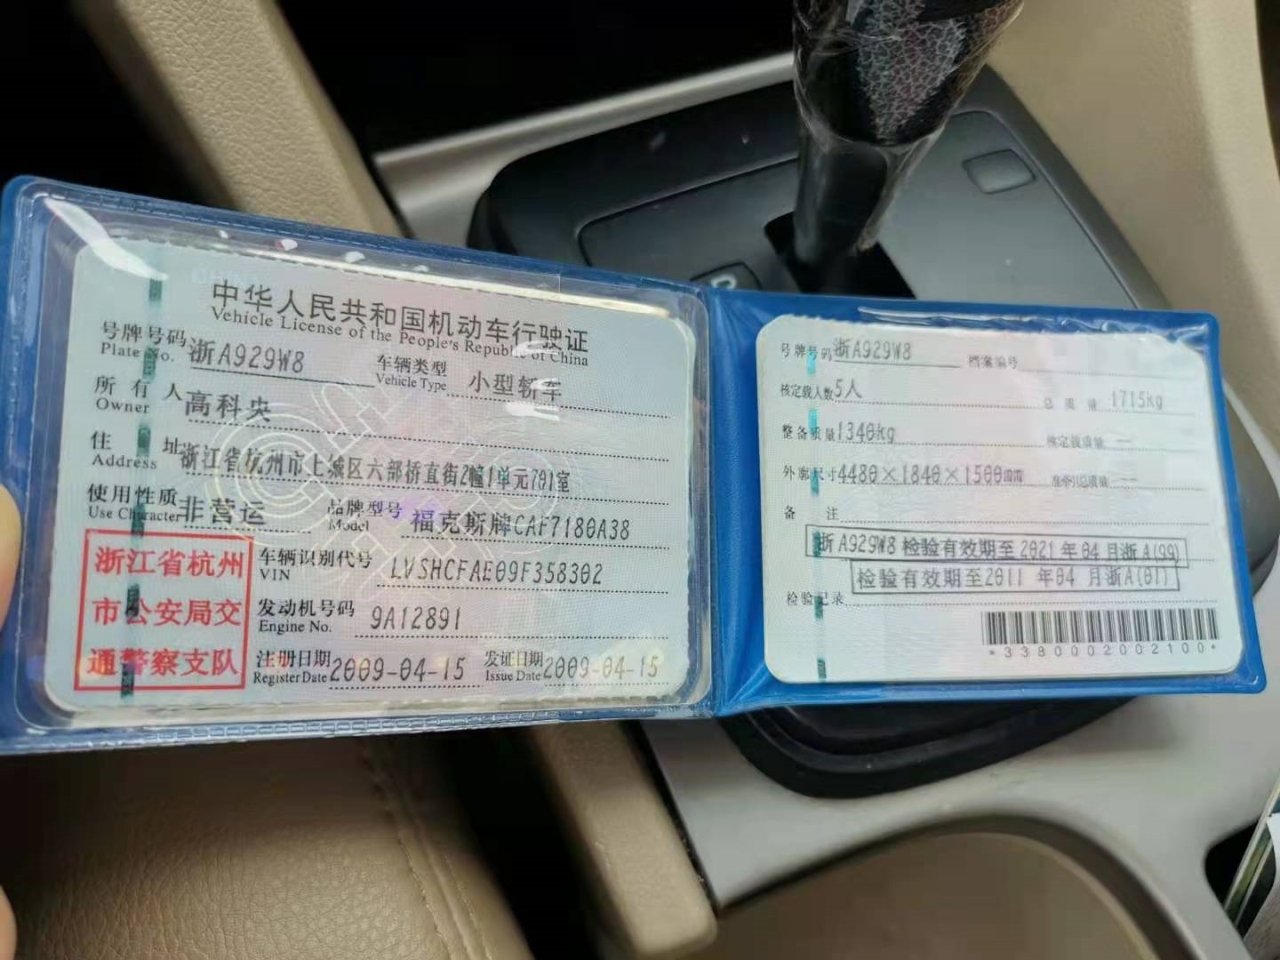 中华人民共和国机动车行驶证
Vehicle License of the People's Republic of China
号牌号码 浙A929W8 车辆类型 小型轿车
Plate No. Vehicle Type
所有人 高科央
Owner
住址 浙江省杭州市上城区六部桥直街2幢1单元701室
Address
使用性质 非营运 品牌型号 福克斯牌CAF7180A38
Use Character Model
浙江省杭州
市公安局交
通警察支队
车辆识别代号 LVSHCFAE09F358302
VIN
发动机号码 9A12891
Engine No.
注册日期 2009-04-15 发证日期 2009-04-15
Register Date Issue Date
号牌号码 浙A929W8 档案编号
核定载人数 5人 总质量 1715kg
整备质量 1340kg 核定载质量 --
外廓尺寸 4480×1840×1500mm 准牵引总质量 --
备注
浙A929W8 检验有效期至2021年04月浙A(99)
检验有效期至2011 年04 月浙A(01)
检验记录
*3380002002100*